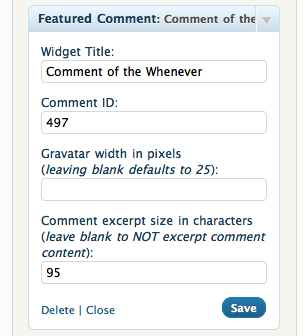 Featured Comment: Comment of the
Widget Title:
Comment of the Whenever
Comment ID:
497
Gravatar width in pixels
(leaving blank defaults to 25):
Comment excerpt size in characters
(leave blank to NOT excerpt comment
content):
95
Delete | Close
Save